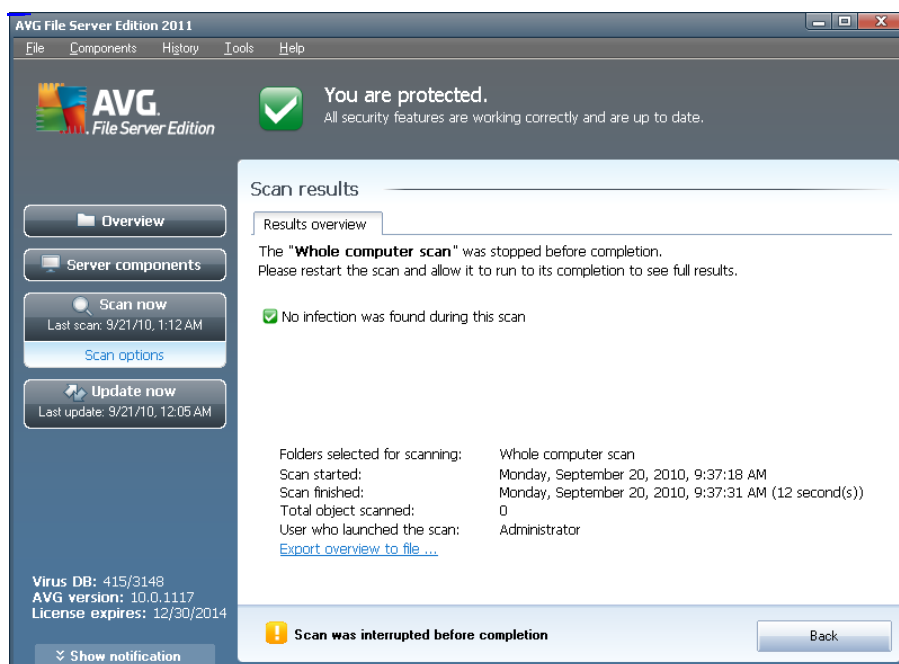 AVG File Server Edition 2011
File Components History Tools Help
AVG.
File Server Edition
You are protected.
All security features are working correctly and are up to date.
Overview
Server components
Scan now
Last scan: 9/21/10, 1:12 AM
Scan options
Update now
Last update: 9/21/10, 12:05 AM
Virus DB: 415/3148
AVG version: 10.0.1117
License expires: 12/30/2014
Show notification
Scan results
Results overview
The "Whole computer scan" was stopped before completion.
Please restart the scan and allow it to run to its completion to see full results.
No infection was found during this scan
Folders selected for scanning: Whole computer scan
Scan started: Monday, September 20, 2010, 9:37:18 AM
Scan finished: Monday, September 20, 2010, 9:37:31 AM (12 second(s))
Total object scanned: 0
User who launched the scan: Administrator
Export overview to file ...
Scan was interrupted before completion
Back